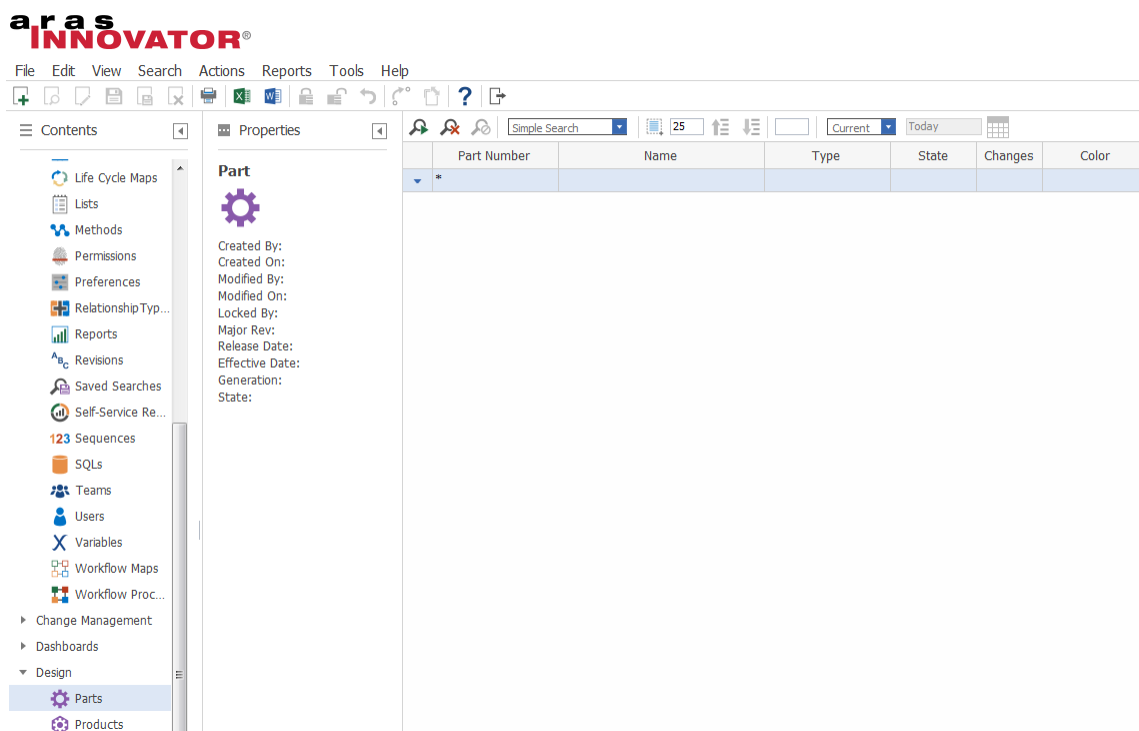 aras
INNOVATOR®
File Edit View Search Actions Reports Tools Help
Contents
Life Cycle Maps
Lists
Methods
Permissions
Preferences
RelationshipTyp...
Reports
ABC Revisions
Saved Searches
Self-Service Re...
123 Sequences
SQLs
Teams
Users
X Variables
Workflow Maps
Workflow Proc...
Change Management
Dashboards
Design
Parts
Products
Properties
Part
Created By:
Created On:
Modified By:
Modified On:
Locked By:
Major Rev:
Release Date:
Effective Date:
Generation:
State:
Simple Search 25 Current Today
Part Number Name Type State Changes Color
*